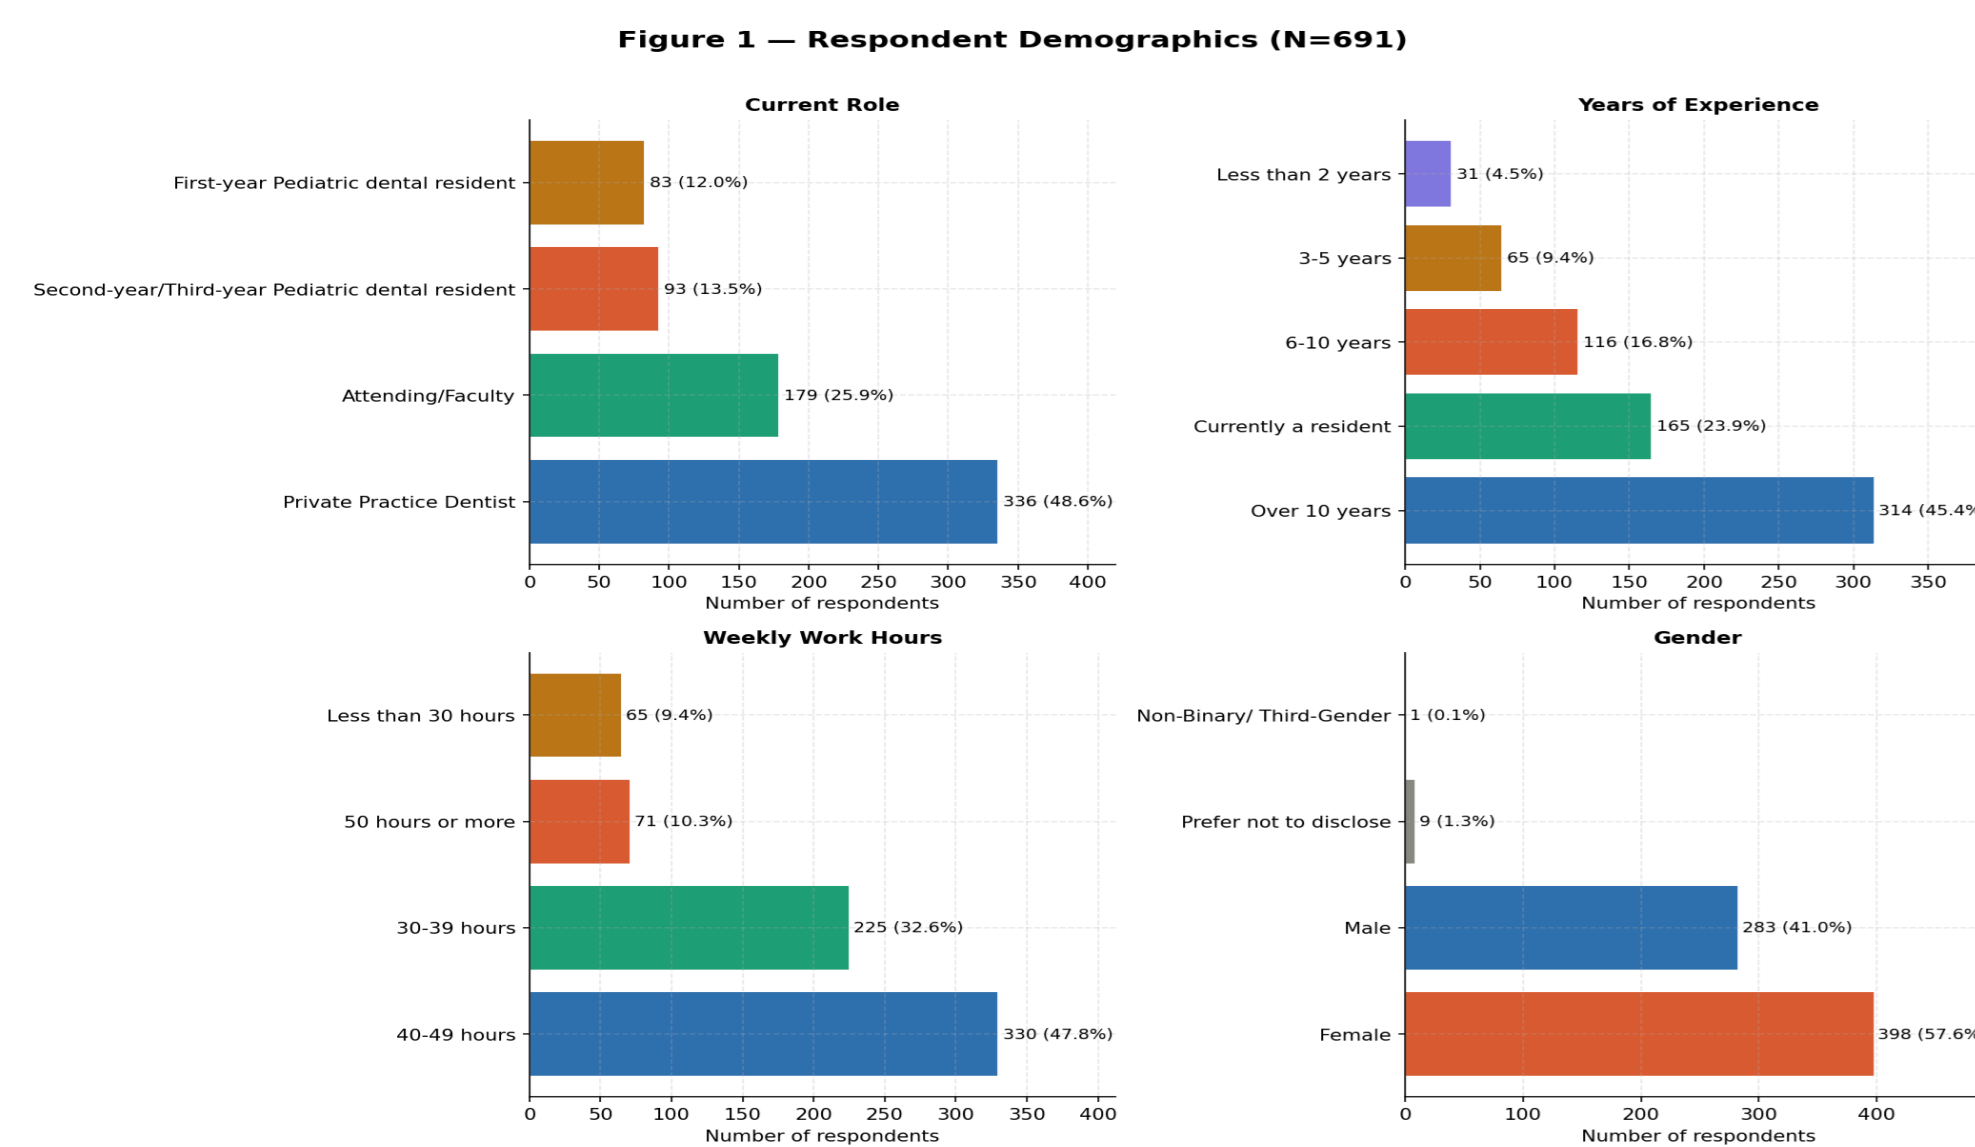 Figure 1 — Respondent Demographics (N=691)
Current Role
First-year Pediatric dental resident
83 (12.0%)
Second-year/Third-year Pediatric dental resident
93 (13.5%)
Attending/Faculty
179 (25.9%)
Private Practice Dentist
336 (48.6%)
0 50 100 150 200 250 300 350 400
Number of respondents
Years of Experience
Less than 2 years
31 (4.5%)
3-5 years
65 (9.4%)
6-10 years
116 (16.8%)
Currently a resident
165 (23.9%)
Over 10 years
314 (45.4%
0 50 100 150 200 250 300 350
Number of respondents
Weekly Work Hours
Less than 30 hours
65 (9.4%)
50 hours or more
71 (10.3%)
30-39 hours
225 (32.6%)
40-49 hours
330 (47.8%)
0 50 100 150 200 250 300 350 400
Number of respondents
Gender
Non-Binary/ Third-Gender
1 (0.1%)
Prefer not to disclose
9 (1.3%)
Male
283 (41.0%)
Female
398 (57.6%
0 100 200 300 400
Number of respondents